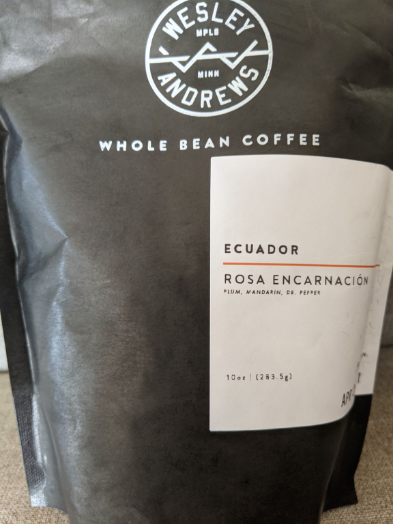 WESLEY
MPLS
MINN
ANDREWS
WHOLE BEAN COFFEE
ECUADOR
ROSA ENCARNACIÓN
PLUM, MANDARIN, DR. PEPPER
10oz | (283.5g)